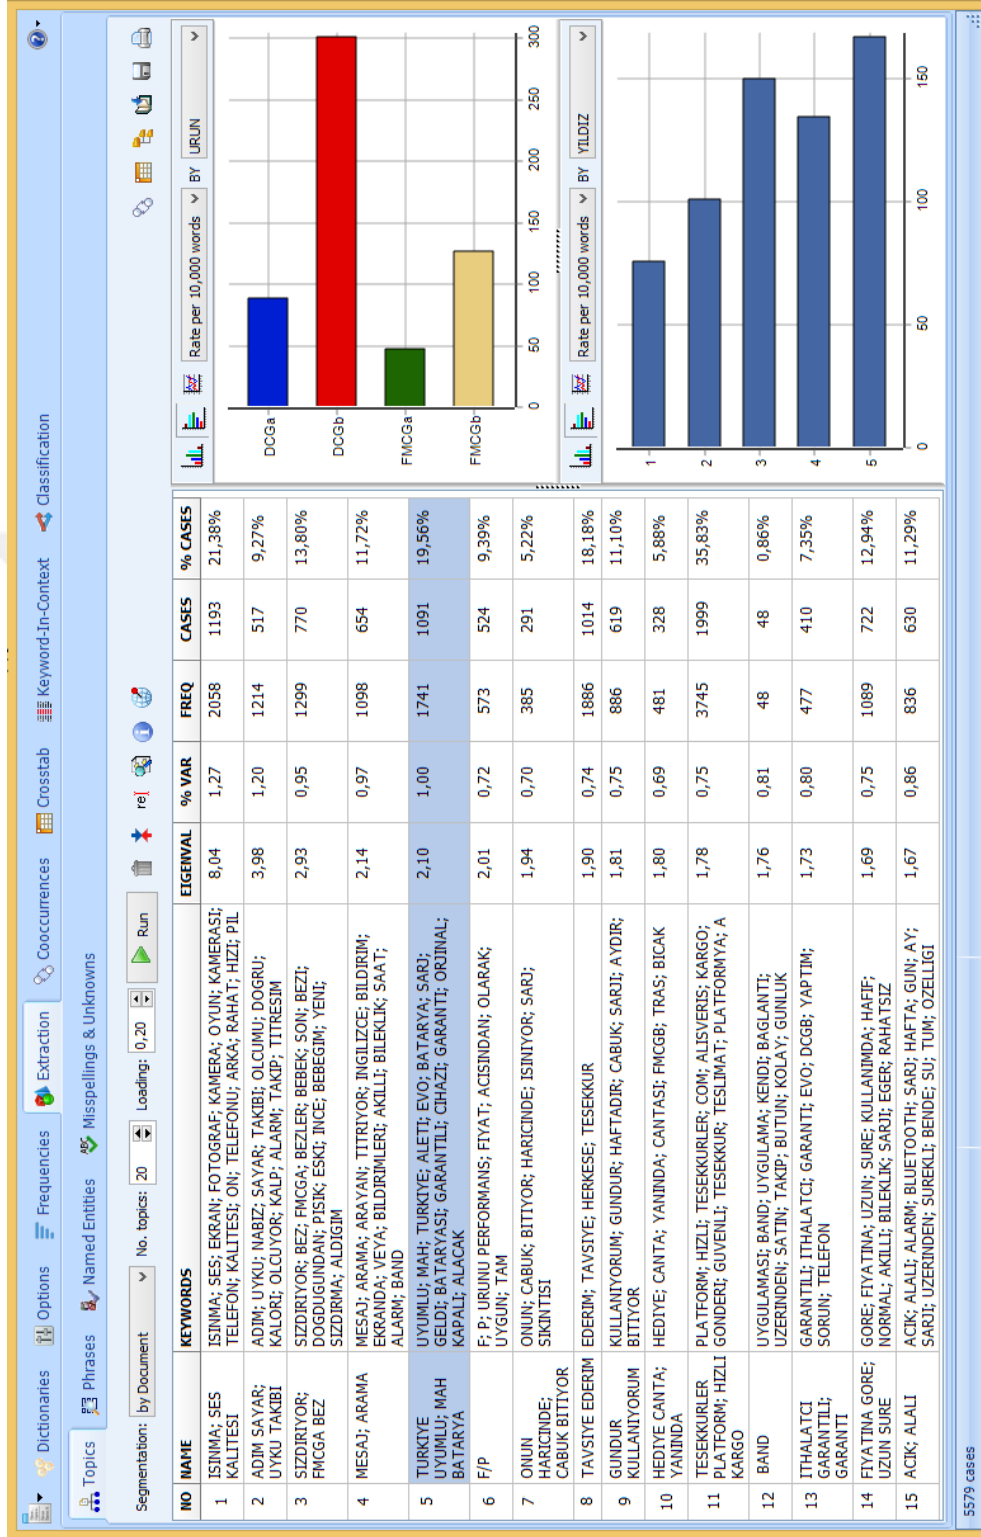 Dictionaries Options Frequencies Extraction Cooccurrences Crosstab Keyword-In-Context Classification
Topics Phrases Named Entities ABC Misspellings & Unknowns
Segmentation: by Document No. topics: 20 Loading: 0,20 Run re
NO NAME KEYWORDS EIGENVAL % VAR FREQ CASES % CASES
1 ISINMA; SES KALITESI ISINMA; SES; EKRAN; FOTOGRAF; KAMERA; OYUN; KAMERASI; 8,04 1,27 2058 1193 21,38%
TELEFON; KALITESI; ON; TELEFONU; ARKA; RAHAT; HIZI; PIL
2 ADIM SAYAR; UYKU TAKIBI ADIM; UYKU; NABIZ; SAYAR; TAKIBI; OLCUMU; DOGRU; 3,98 1,20 1214 517 9,27%
KALORI; OLCUYOR; KALP; ALARM; TAKIP; TITRESIM
3 SIZDIRIYOR; FMCGA BEZ SIZDIRIYOR; BEZ; FMCGA; BEZLER; BEBEK; SON; BEZI; 2,93 0,95 1299 770 13,80%
DOGDUGUNDAN; PISIK; ESKI; INCE; BEBEGIM; YENI;
SIZDIRMA; ALDIGIM
4 MESAJ; ARAMA MESAJ; ARAMA; ARAYAN; TITRIYOR; INGILIZCE; BILDIRIM; 2,14 0,97 1098 654 11,72%
EKRANDA; VEYA; BILDIRIMLERI; AKILLI; BILEKLIK; SAAT;
ALARM; BAND
5 TURKIYE UYUMLU; MAH BATARYA UYUMLU; MAH; TURKIYE; ALETI; EVO; BATARYA; SARJ; 2,10 1,00 1741 1091 19,56%
GELDI; BATARYASI; GARANTILI; CIHAZI; GARANTI; ORJINAL;
KAPALI; ALACAK
6 F/P F; P; URUNU PERFORMANS; FIYAT; ACISINDAN; OLARAK; 2,01 0,72 573 524 9,39%
UYGUN; TAM
7 ONUN HARICINDE; CABUK BITIYOR ONUN; CABUK; BITTIYOR; HARICINDE; ISINIYOR; SARJ; 1,94 0,70 385 291 5,22%
SIKINTISI
8 TAVSIYE EDERIM EDERIM; TAVSIYE; HERKESE; TESEKKUR 1,90 0,74 1886 1014 18,18%
9 GUNDUR KULLANIYORUM KULLANIYORUM; GUNDUR; HAFTADIR; CABUK; SARJI; AYDIR; 1,81 0,75 886 619 11,10%
BITIYOR
10 HEDIYE CANTA; YANINDA HEDIYE; CANTA; YANINDA; CANTASI; FMCGB; TRAS; BICAK 1,80 0,69 481 328 5,88%
11 TESEKKURLER PLATFORM; HIZLI KARGO PLATFORM; HIZLI; TESEKKURLER; COM; ALISVERIS; KARGO; 1,78 0,75 3745 1999 35,83%
GONDERI; GUVENLI; TESEKKUR; TESLIMAT; PLATFORMYA; A
12 BAND UYGULAMASI; BAND; UYGULAMA; KENDI; BAGLANTI; 1,76 0,81 48 48 0,86%
UZERINDEN; SATIN; TAKIP; BUTUN; KOLAY; GUNLUK
13 ITHALATCI GARANTILI; GARANTI GARANTILI; ITHALATCI; GARANTI; EVO; DCGB; YAPTIM; 1,73 0,80 477 410 7,35%
SORUN; TELEFON
14 FIYATINA GORE; UZUN SURE GORE; FIYATINA; UZUN; SURE; KULLANIMDA; HAFIF; 1,69 0,75 1089 722 12,94%
NORMAL; AKILLI; BILEKLIK; SARJI; EGER; RAHATSIZ
15 ACIK; ALALI ACIK; ALALI; ALARM; BLUETOOTH; SARJ; HAFTA; GUN; AY; 1,67 0,86 836 630 11,29%
SARJI; UZERINDEN; SUREKLI; BENDE; SU; TUM; OZELLIGI
Rate per 10,000 words BY URUN
DCGa
DCGb
FMCGa
FMCGb
0 50 100 150 200 250 300
Rate per 10,000 words BY YILDIZ
1
2
3
4
5
0 50 100 150
5579 cases